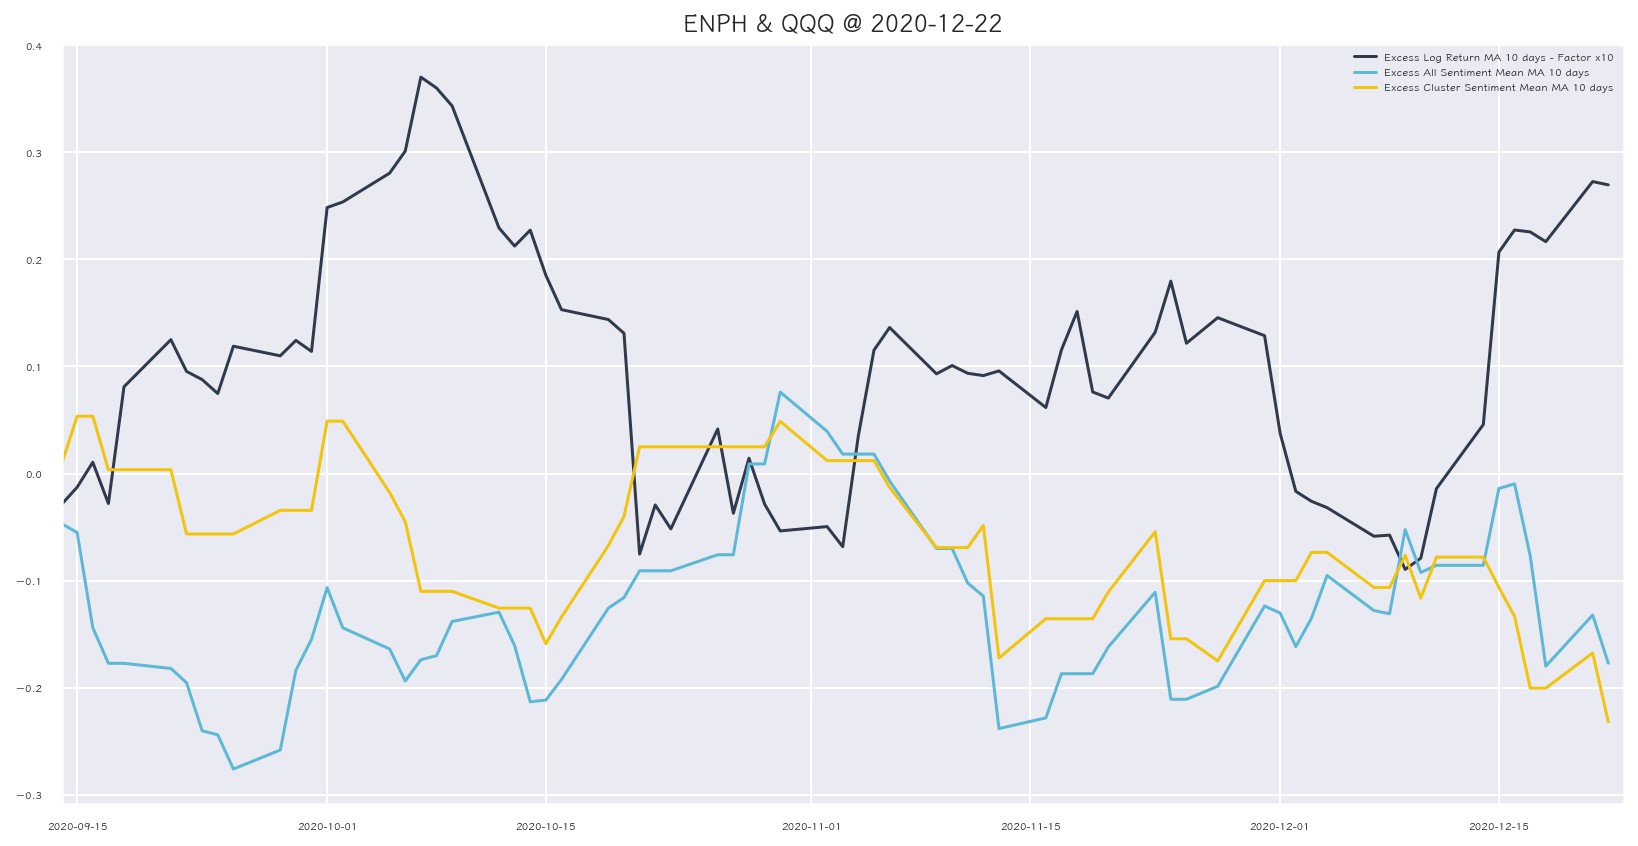 ENPH & QQQ @ 2020-12-22
Excess Log Return MA 10 days - Factor x10
Excess All Sentiment Mean MA 10 days
Excess Cluster Sentiment Mean MA 10 days
0.4
0.3
0.2
0.1
0.0
−0.1
−0.2
−0.3
2020-09-15 2020-10-01 2020-10-15 2020-11-01 2020-11-15 2020-12-01 2020-12-15